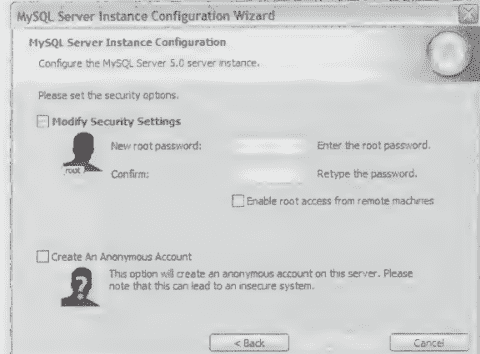 MySQL Server Instance Configuration Wizard
MySQL Server Instance Configuration
Configure the MySQL Server 5.0 server instance.
Please set the security options.
Modify Security Settings
root
New root password:
Enter the root password.
Confirm:
Retype the password.
Enable root access from remote machines
Create An Anonymous Account
This option will create an anonymous account on this server. Please
note that this can lead to an insecure system.
< Back
Cancel